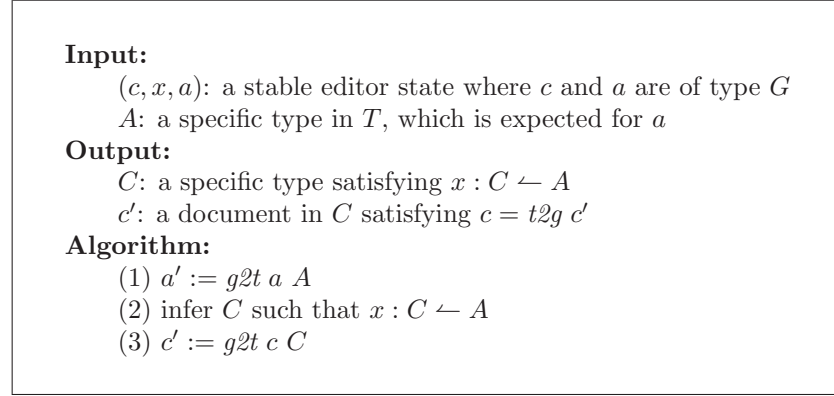 Input:
(c, x, a): a stable editor state where c and a are of type G
A: a specific type in T, which is expected for a
Output:
C: a specific type satisfying x : C ↽ A
c′: a document in C satisfying c = t2g c′
Algorithm:
(1) a′ := g2t a A
(2) infer C such that x : C ↽ A
(3) c′ := g2t c C